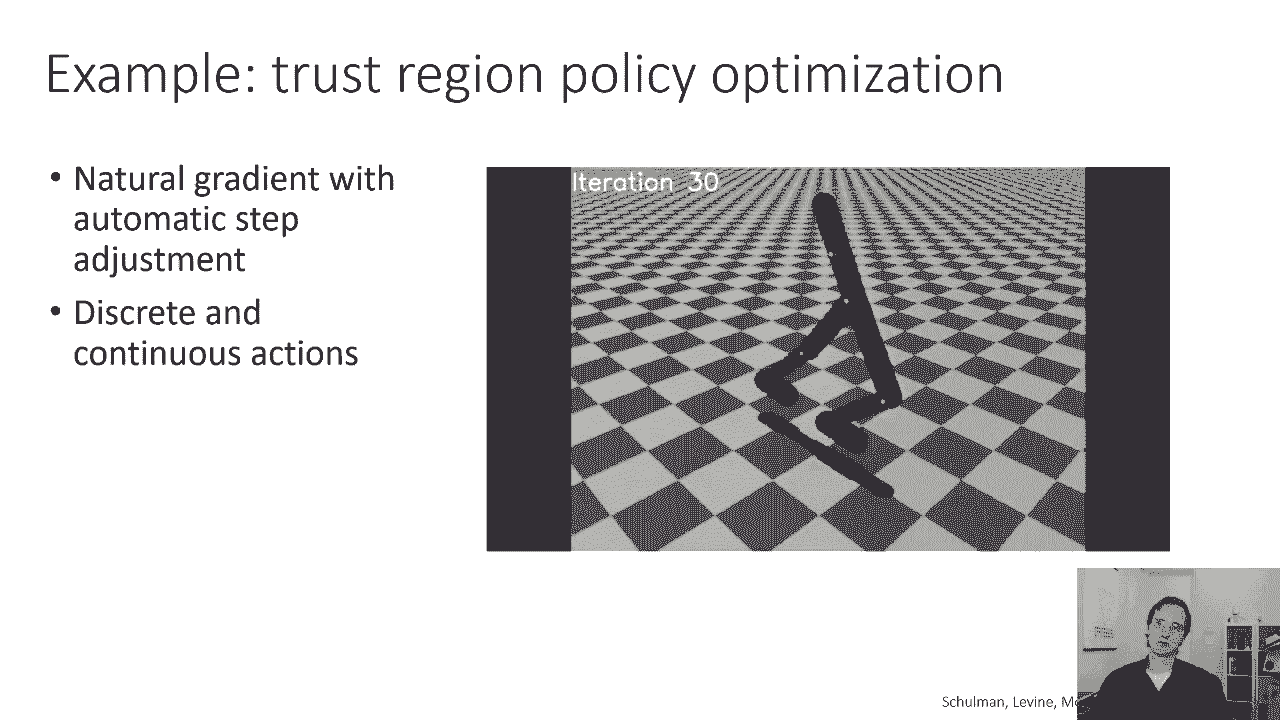 Example: trust region policy optimization
• Natural gradient with
automatic step
adjustment
• Discrete and
continuous actions
Iteration 30
Schulman, Levine,